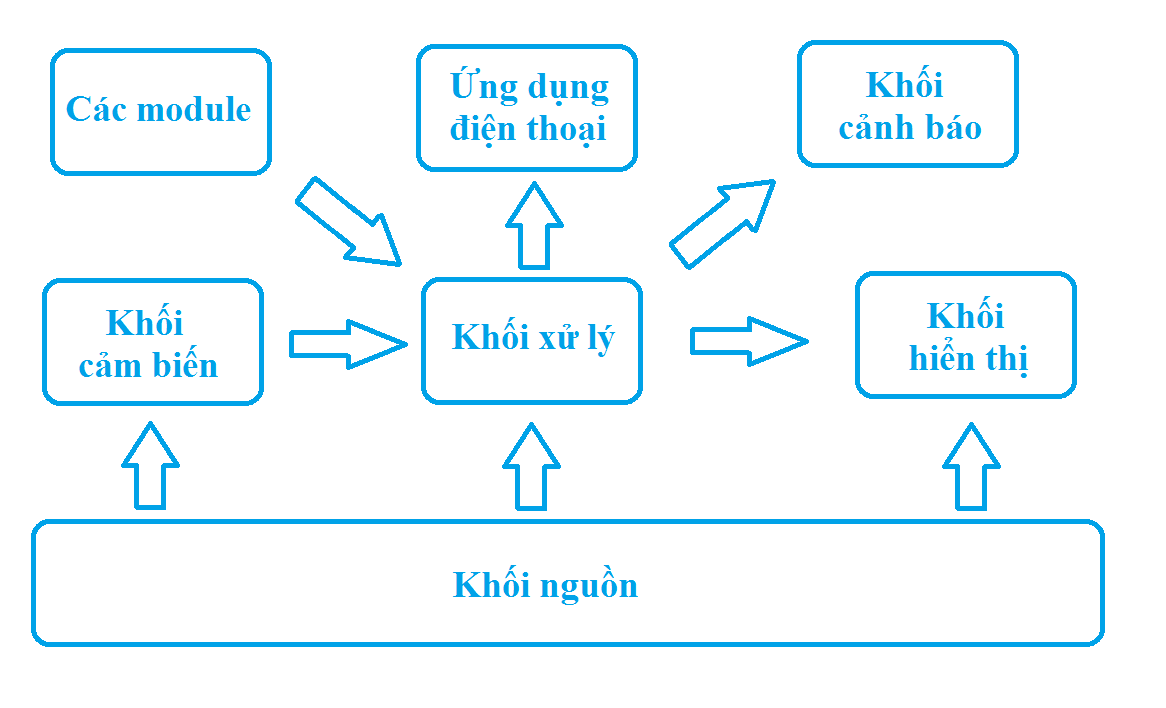 Các module
Ứng dụng
điện thoại
Khối
cảnh báo
Khối
cảm biến
Khối xử lý
Khối
hiển thị
Khối nguồn